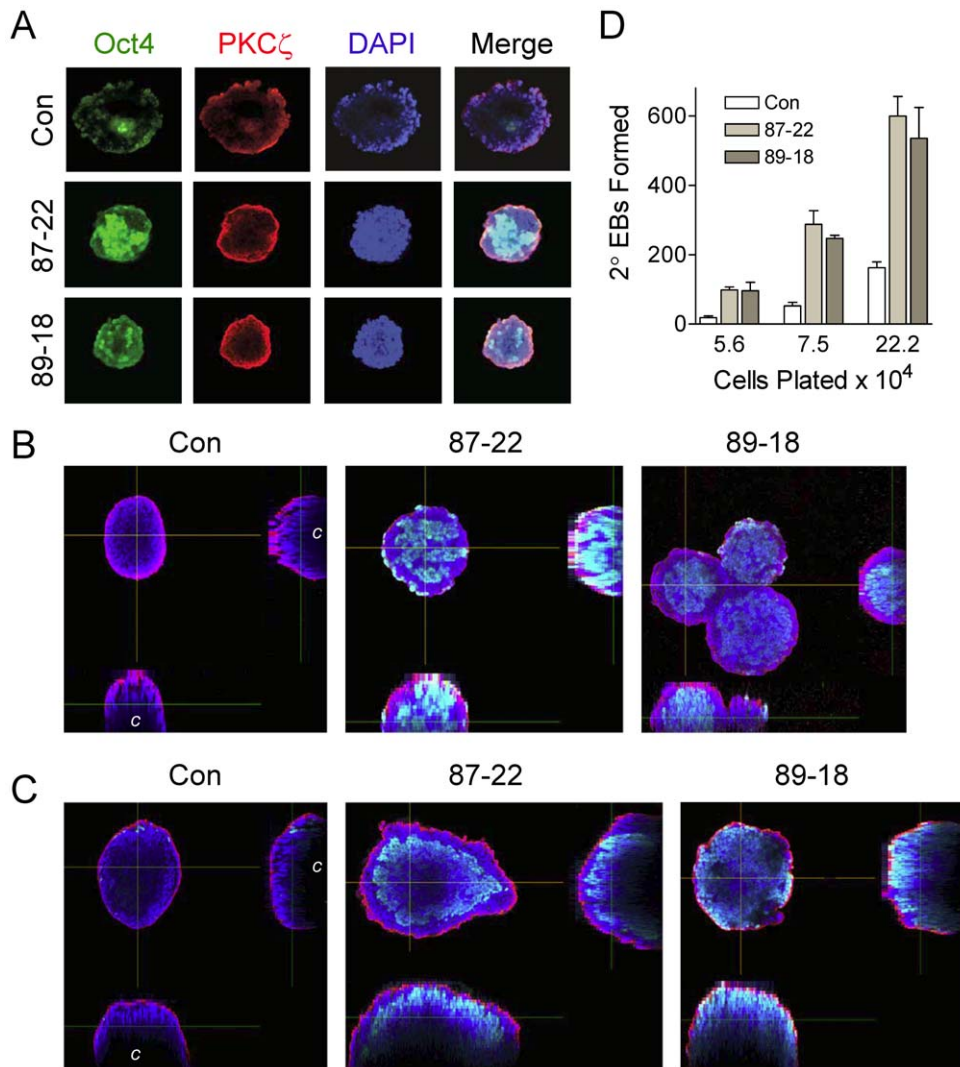 A
Oct4 PKCζ DAPI Merge
Con
87-22
89-18
D
Con
87-22
89-18
2° EBs Formed
600
400
200
0
5.6 7.5 22.2
Cells Plated x 10⁴
B
Con 87-22 89-18
c
c
C
Con 87-22 89-18
c
c